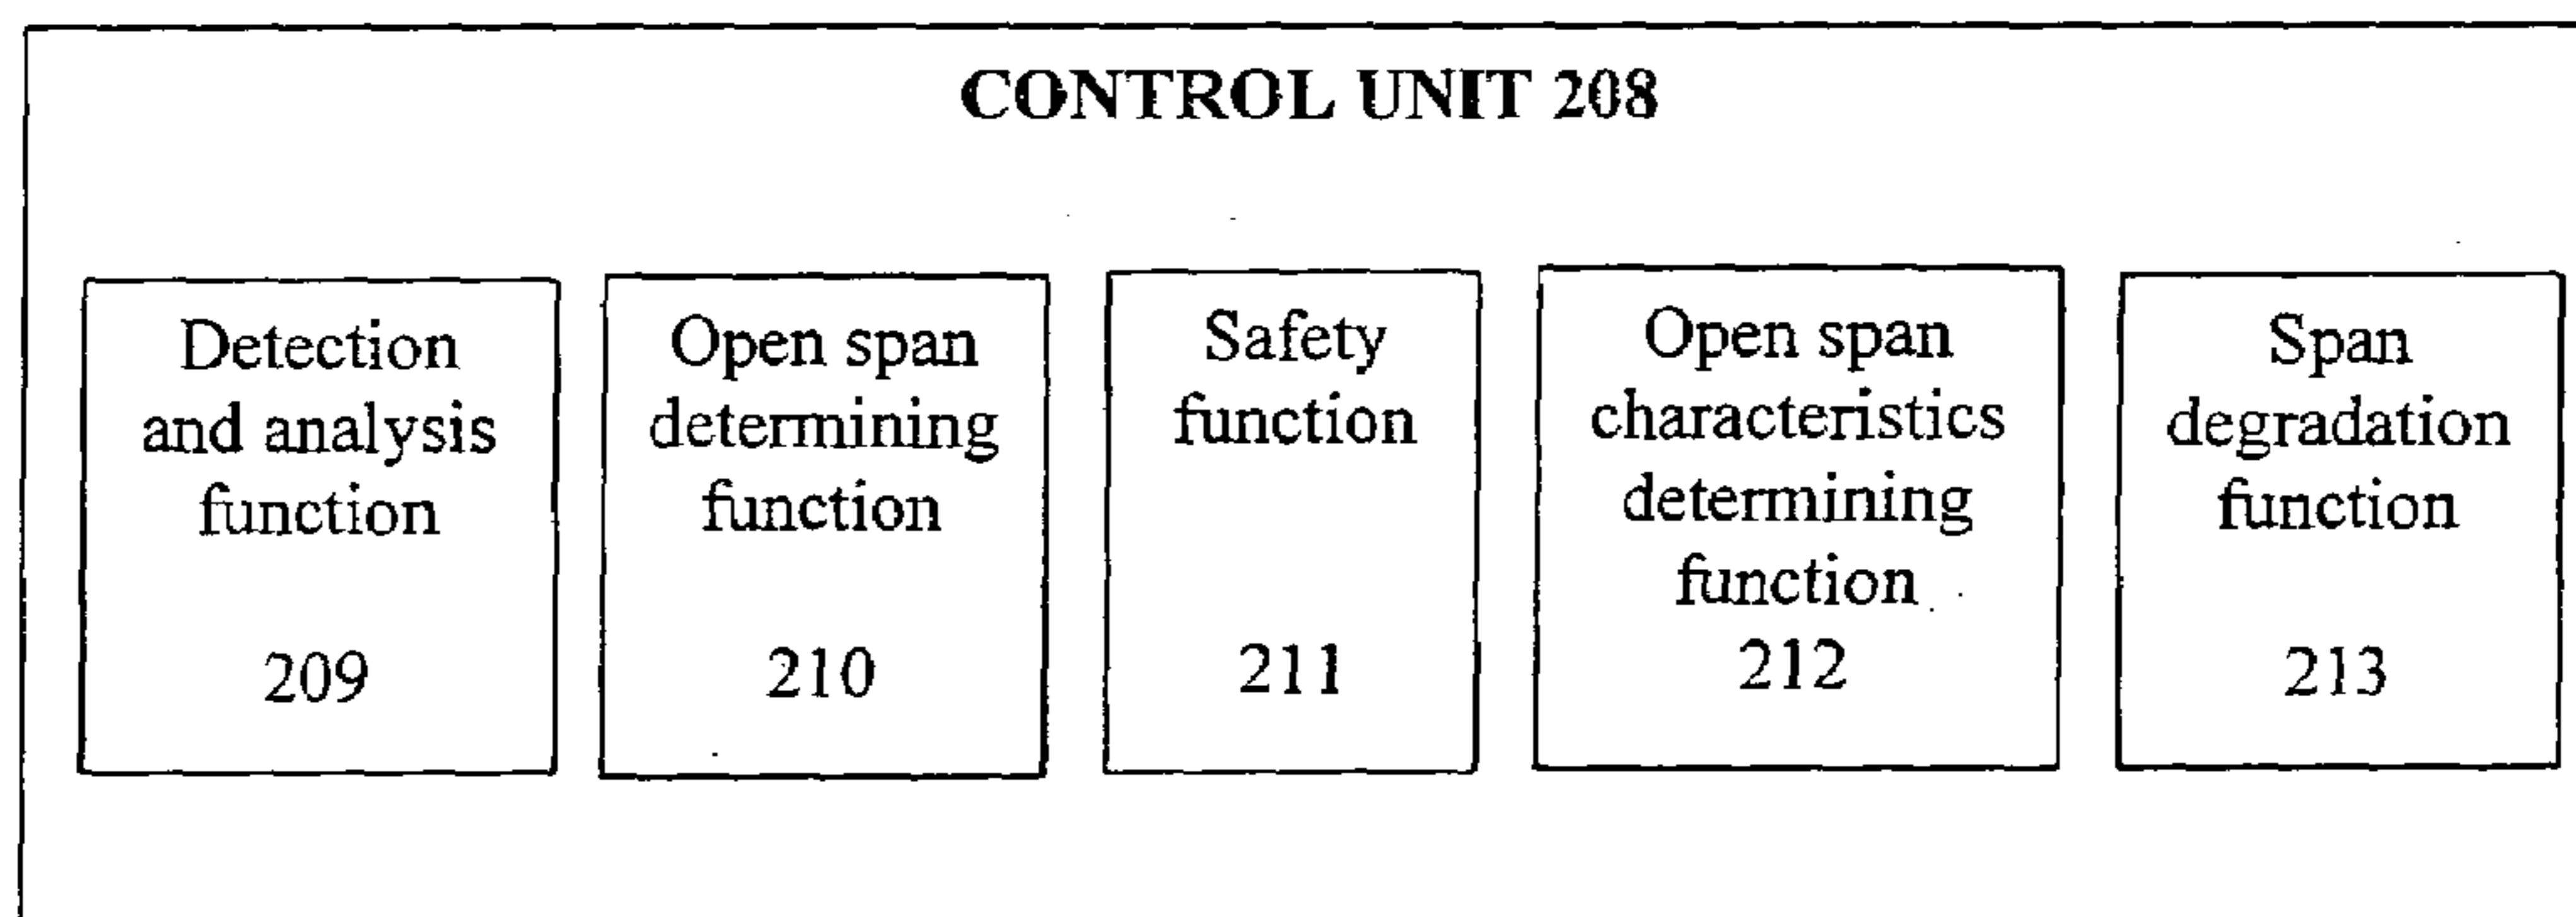 CONTROL UNIT 208
Detection
and analysis
function
209
Open span
determining
function
210
Safety
function
211
Open span
characteristics
determining
function
212
Span
degradation
function
213